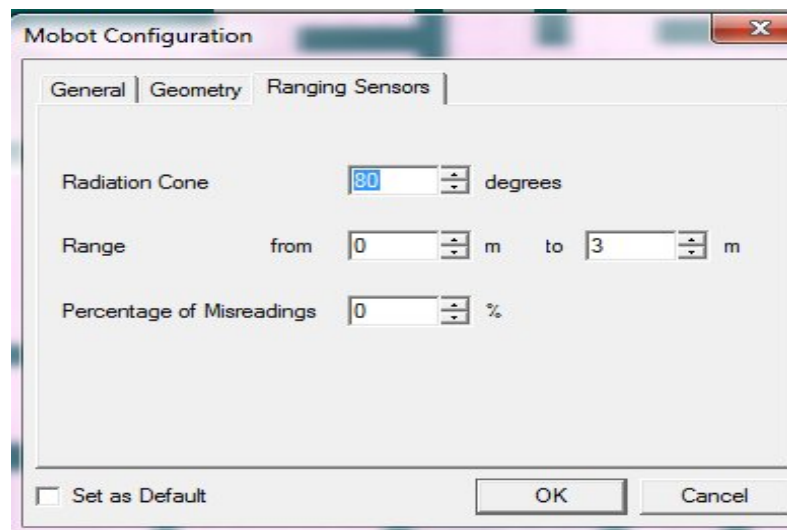 Mobot Configuration
General Geometry Ranging Sensors
Radiation Cone 80 degrees
Range from 0 m to 3 m
Percentage of Misreadings 0 %
Set as Default OK Cancel